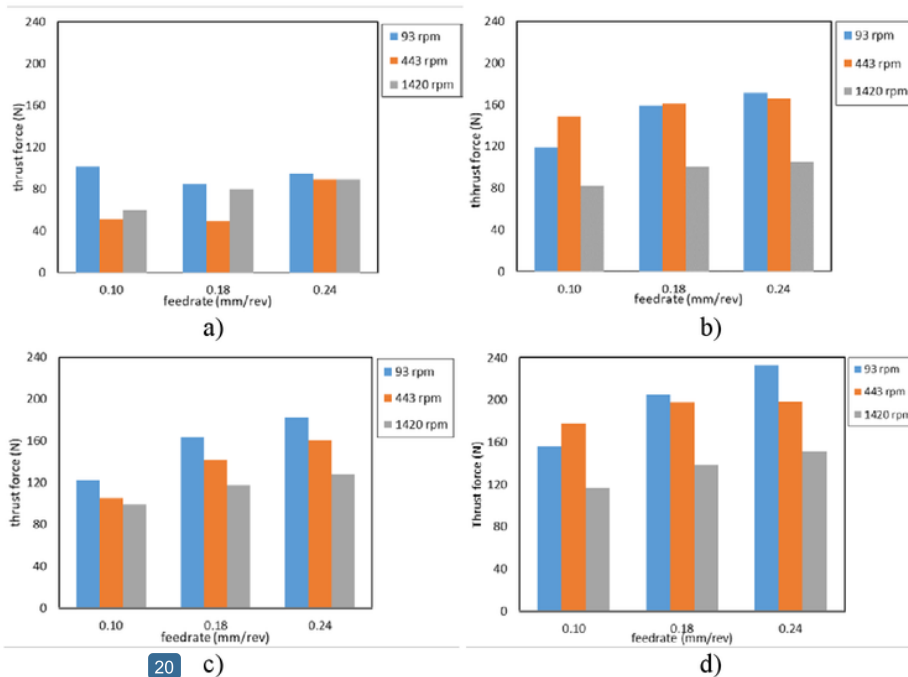 240
200
160
120
80
40
0
thrust force (N)
0.10 0.18 0.24
feedrate (mm/rev)
93 rpm
443 rpm
1420 rpm
a)
240
200
160
120
80
40
0
thhrust force (N)
0.10 0.18 0.24
feedrate (mm/rev)
93 rpm
443 rpm
1420 rpm
b)
240
200
160
120
80
40
0
thrust force (N)
0.10 0.18 0.24
feedrate (mm/rev)
93 rpm
443 rpm
1420 rpm
20 c)
240
200
160
120
80
40
0
Thrust force (N)
0.10 0.18 0.24
feedrate (mm/rev)
93 rpm
443 rpm
1420 rpm
d)